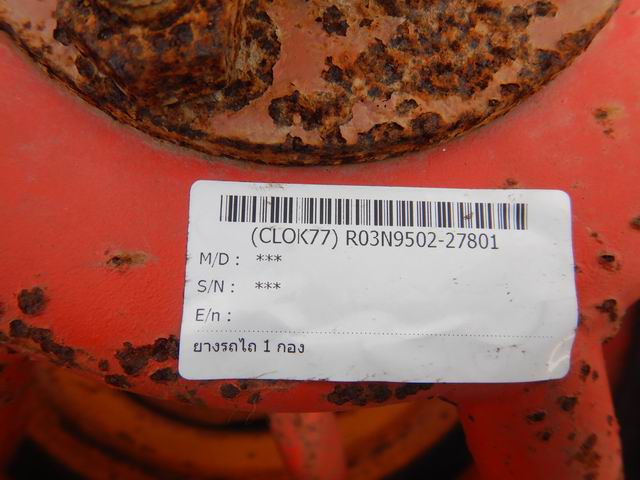 (CLOK77) R03N9502-27801
M/D : ***
S/N : ***
E/n :
ยางรถไถ 1 กอง